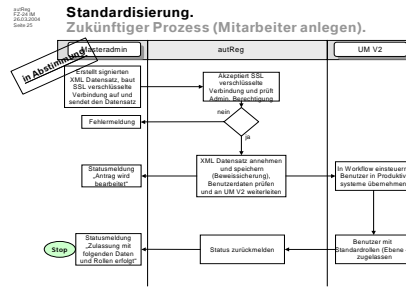 autReg
FZ-24 IM
26.03.2004
Seite 25
Standardisierung.
Zukünftiger Prozess (Mitarbeiter anlegen).
Masteradmin
autReg
UM V2
in Abstimmung!
Erstellt signierten
XML Datensatz, baut
SSL verschlüsselte
Verbindung auf und
sendet den Datensatz
Akzeptiert SSL
verschlüsselte
Verbindung und prüft
Admin. Berechtigung
nein
Fehlermeldung
ja
Statusmeldung
„Antrag wird
bearbeitet“
XML Datensatz annehmen
und speichern
(Beweissicherung),
Benutzerdaten prüfen
and an UM V2 weiterleiten
In Workflow einsteuern
Benutzer in Produktiv
systeme übernehmen
Stop
Statusmeldung
„Zulassung mit
folgenden Daten
und Rollen erfolgt“
Status zurückmelden
Benutzer mit
Standardrollen (Ebene
zugelassen